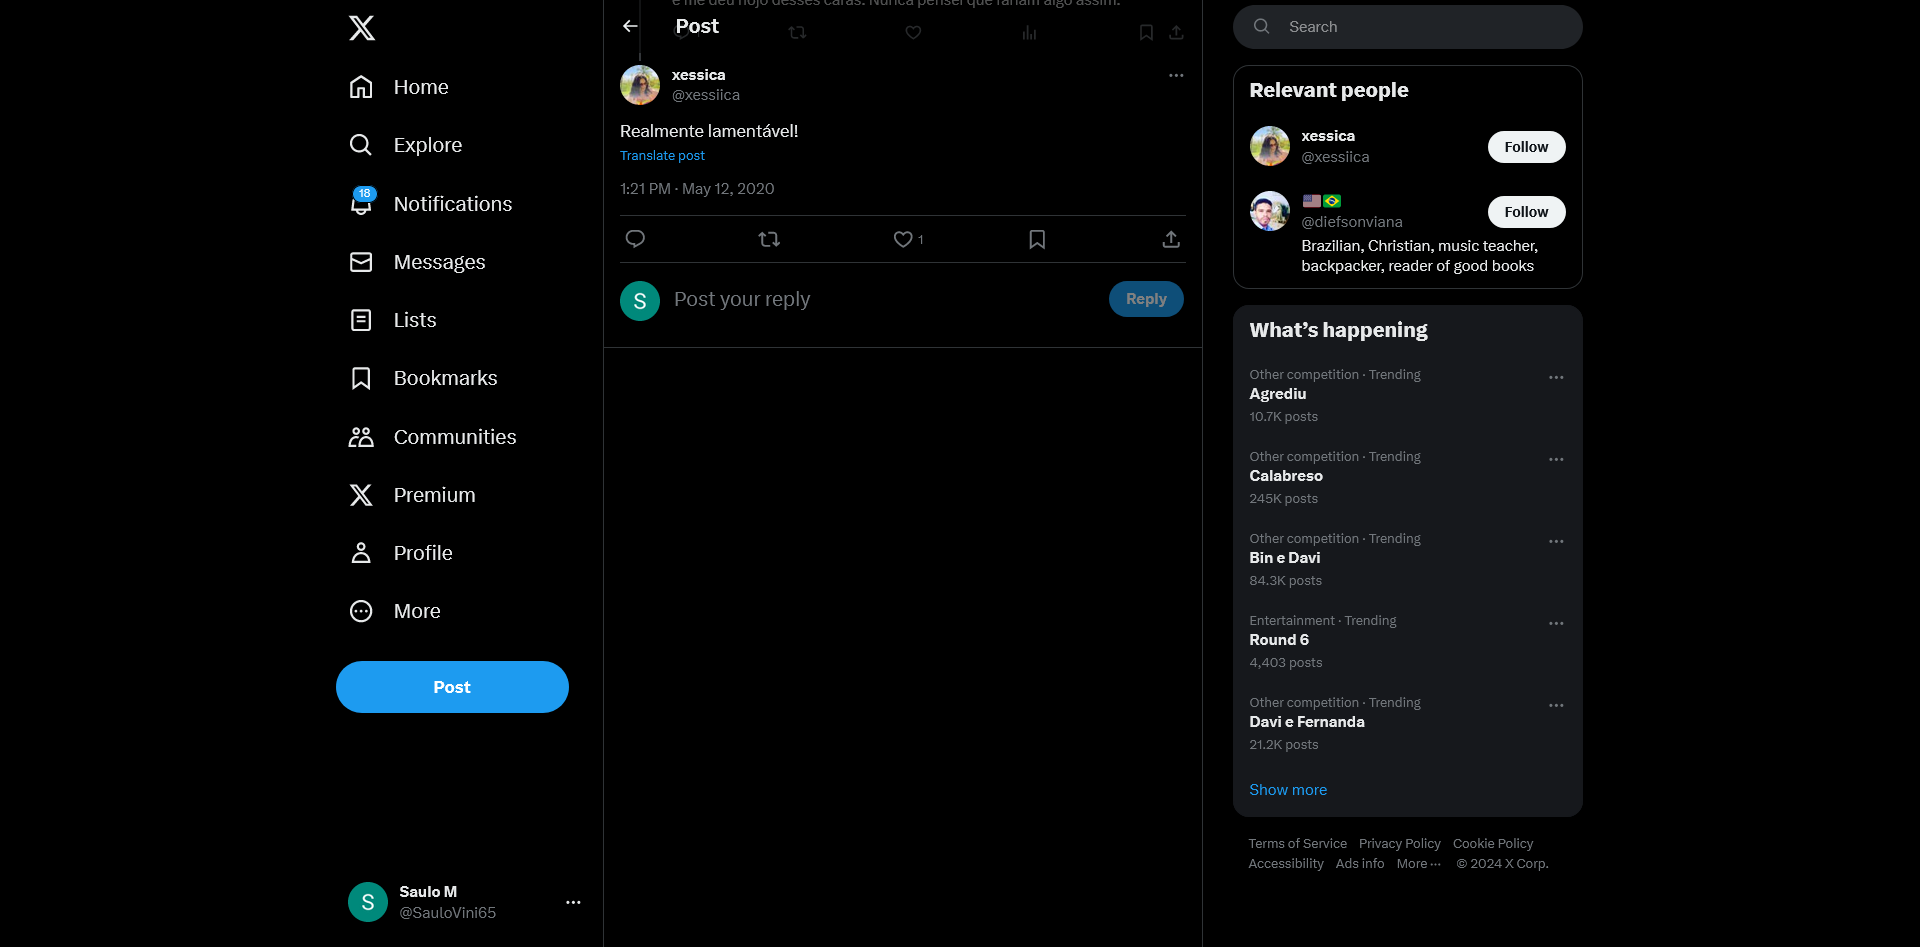 Home
Explore
18
Notifications
Messages
Lists
Bookmarks
Communities
Premium
Profile
More
Post
Saulo M
@SauloVini65
e me deu nojo desses caras. Nunca pensei que fariam algo assim.
Post
xessica
@xessiica
Realmente lamentável!
Translate post
1:21 PM · May 12, 2020
1
S
Post your reply
Reply
S
Search
Relevant people
xessica
@xessiica
Follow
@diefsonviana
Follow
Brazilian, Christian, music teacher,
backpacker, reader of good books
What's happening
Other competition · Trending
Agrediu
10.7K posts
Other competition · Trending
Calabreso
245K posts
Other competition · Trending
Bin e Davi
84.3K posts
Entertainment · Trending
Round 6
4,403 posts
Other competition · Trending
Davi e Fernanda
21.2K posts
Show more
Terms of Service Privacy Policy Cookie Policy
Accessibility Ads info More ··· © 2024 X Corp.